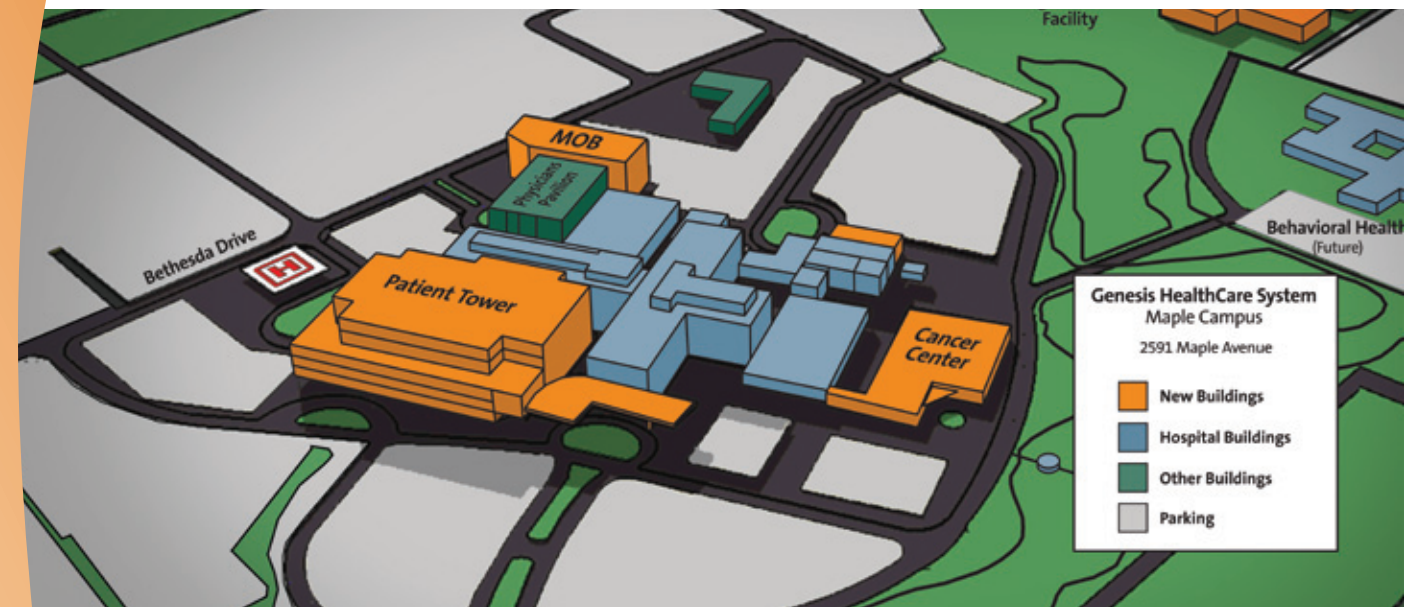 Facility
MOB
Physicians
Pavillion
Bethesda Drive
H
Patient Tower
Cancer
Center
Behavioral Health
(Future)
Genesis HealthCare System
Maple Campus
2591 Maple Avenue
New Buildings
Hospital Buildings
Other Buildings
Parking